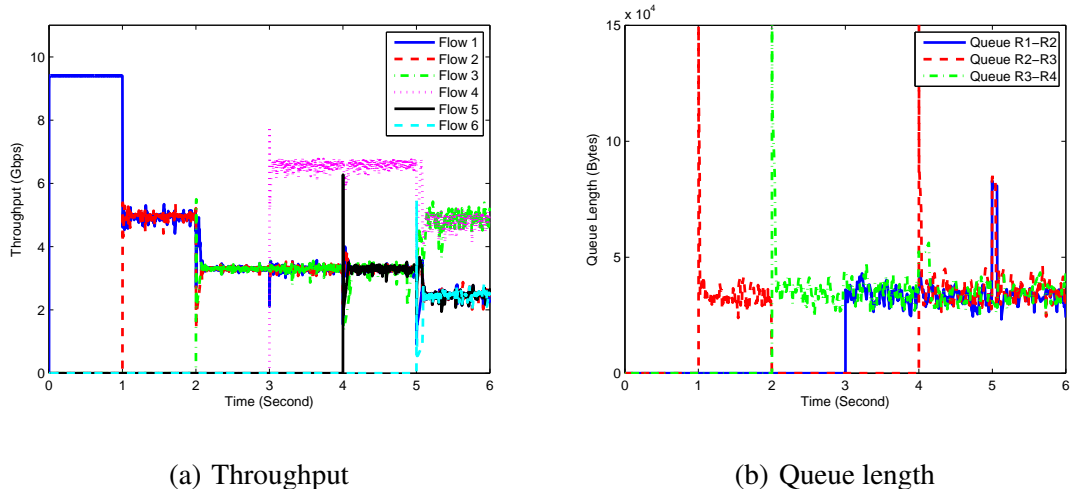 Flow 1
Flow 2
Flow 3
Flow 4
Flow 5
Flow 6
10
8
6
4
2
0
Throughput (Gbps)
0 1 2 3 4 5 6
Time (Second)
(a) Throughput
x 10^4
Queue R1−R2
Queue R2−R3
Queue R3−R4
15
10
5
0
Queue Length (Bytes)
0 1 2 3 4 5 6
Time (Second)
(b) Queue length